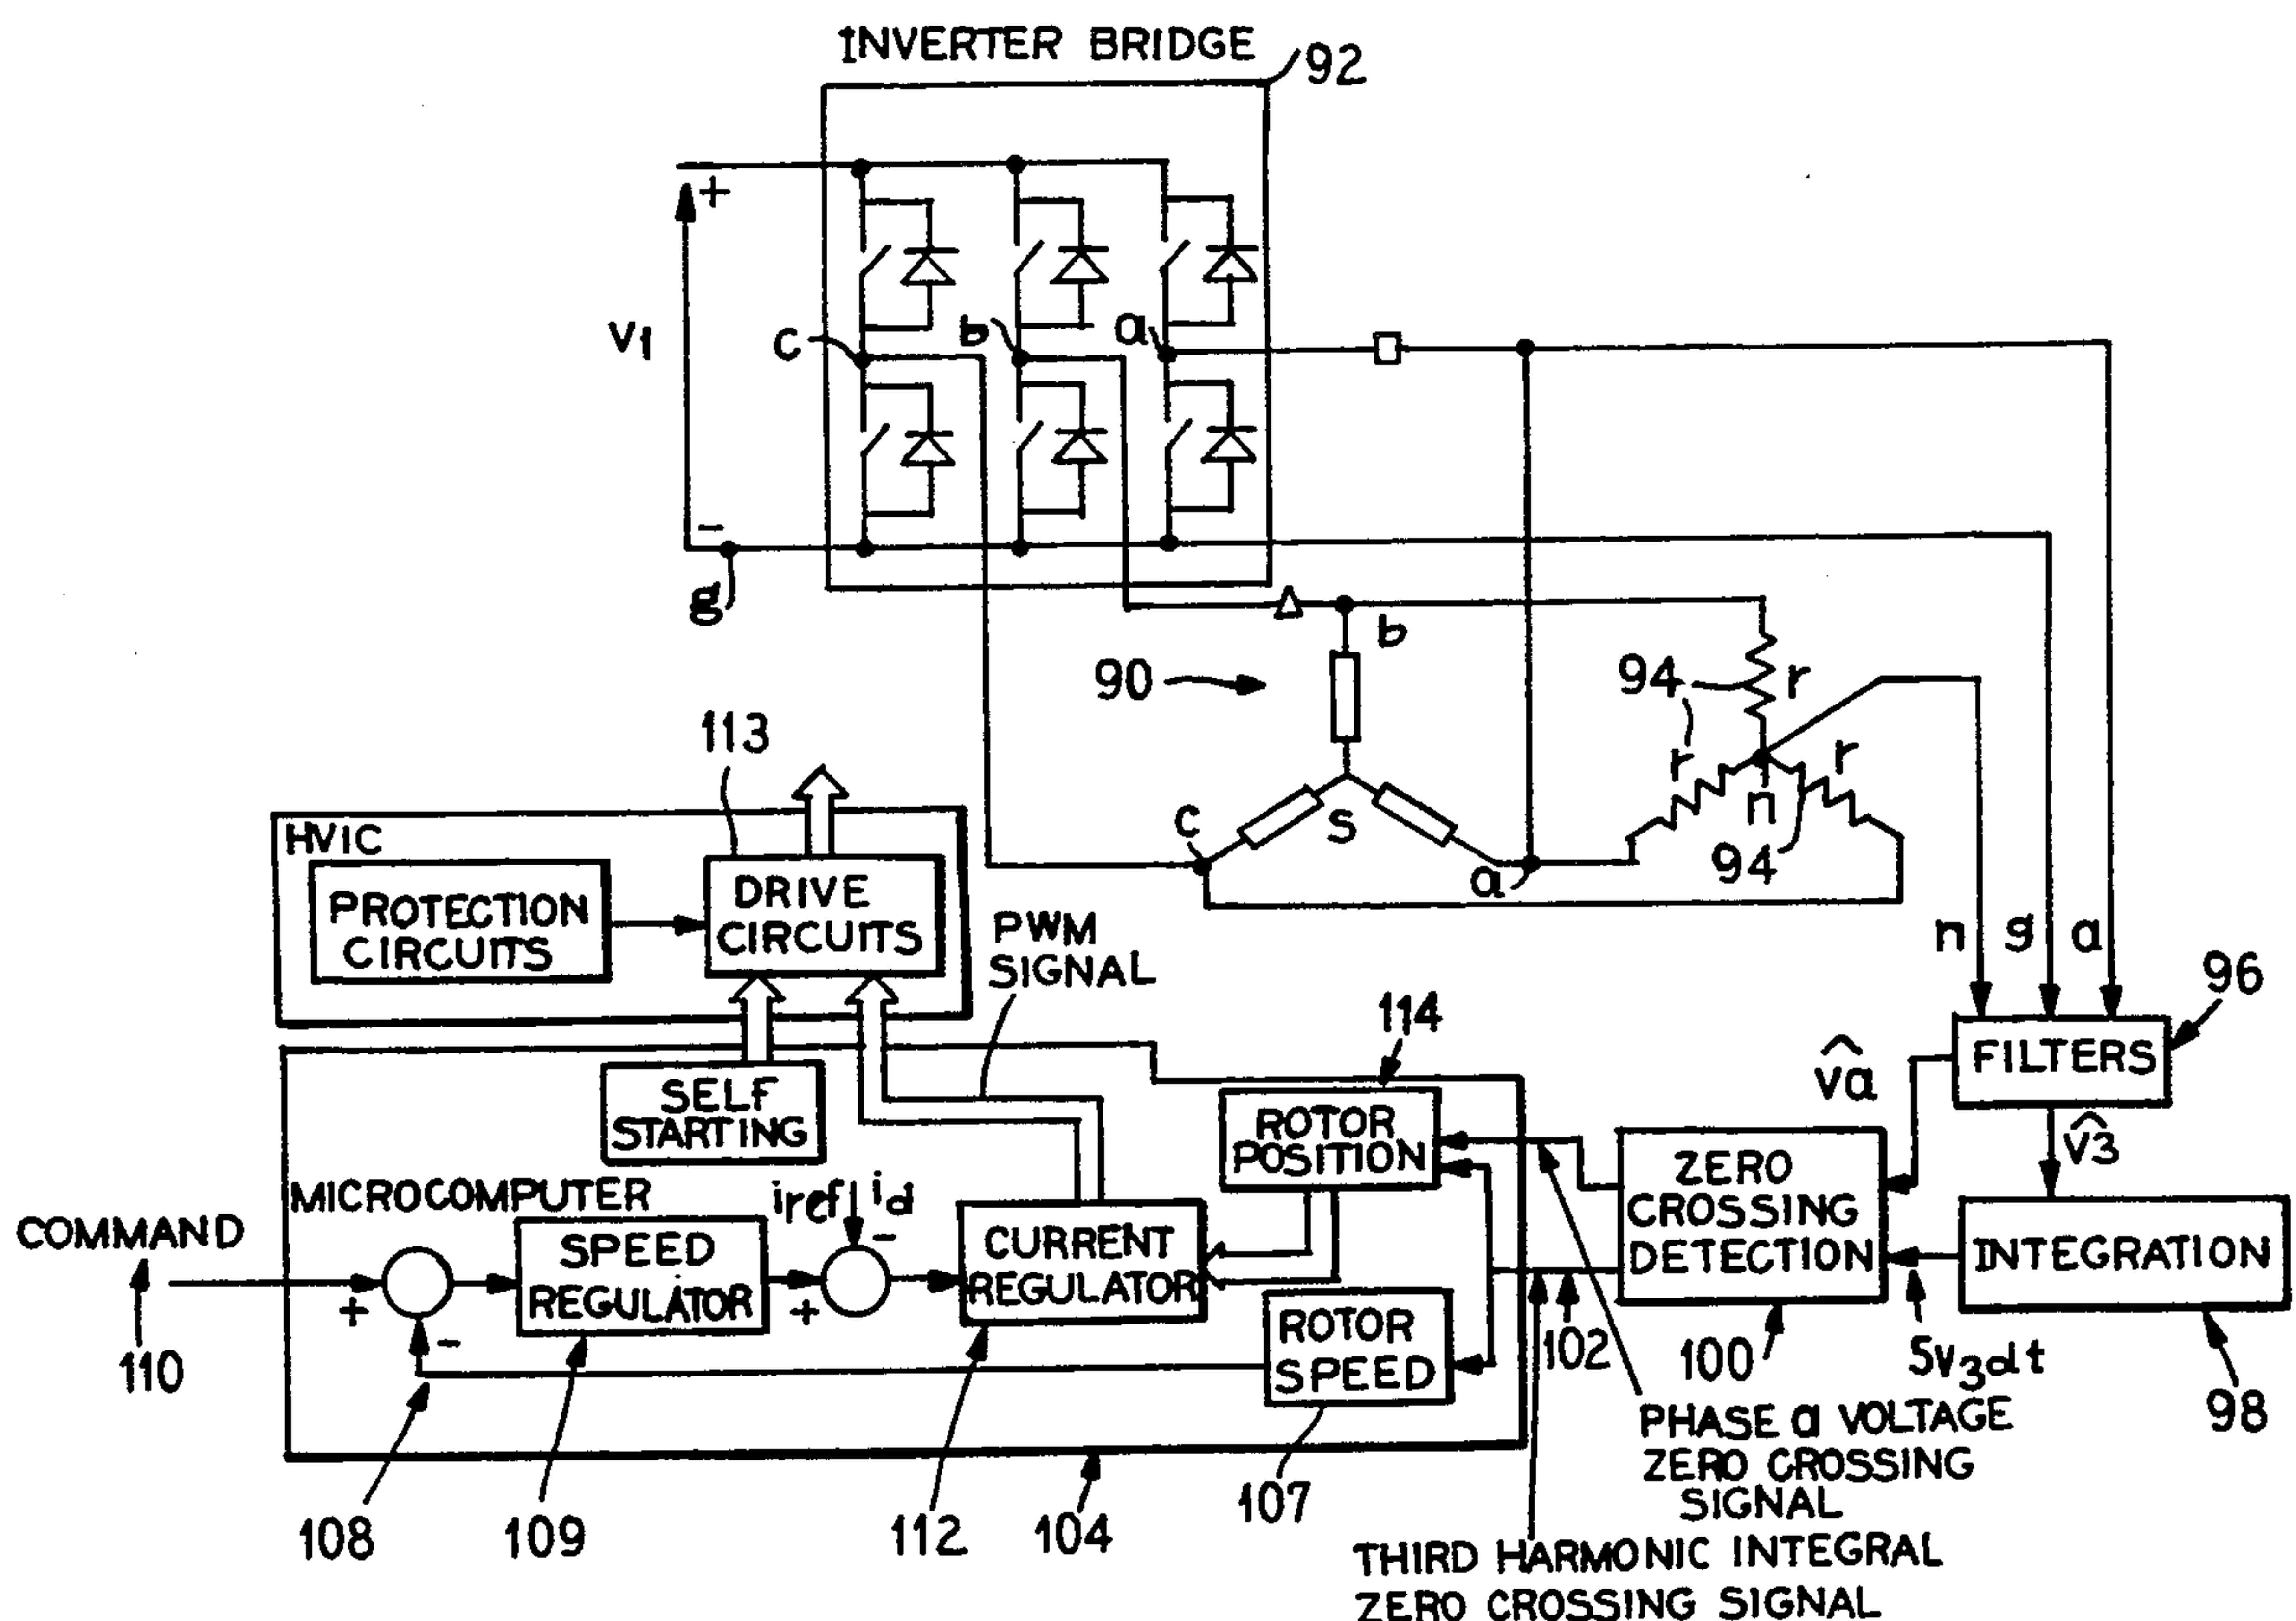 INVERTER BRIDGE
92
+
v1
c
b
a
-
g
b
90
94
r
r
r
n
94
s
c
a
113
HVIC
PROTECTION
CIRCUITS
DRIVE
CIRCUITS
PWM
SIGNAL
n g a
96
FILTERS
v̂a
v̂3
114
SELF
STARTING
ROTOR
POSITION
ZERO
CROSSING
DETECTION
INTEGRATION
MICROCOMPUTER
iref
id
-
COMMAND
110
+
-
SPEED
REGULATOR
+
CURRENT
REGULATOR
ROTOR
SPEED
102
100
Sv3dt
98
PHASE a VOLTAGE
ZERO CROSSING
SIGNAL
108
109
112
104
107
THIRD HARMONIC INTEGRAL
ZERO CROSSING SIGNAL